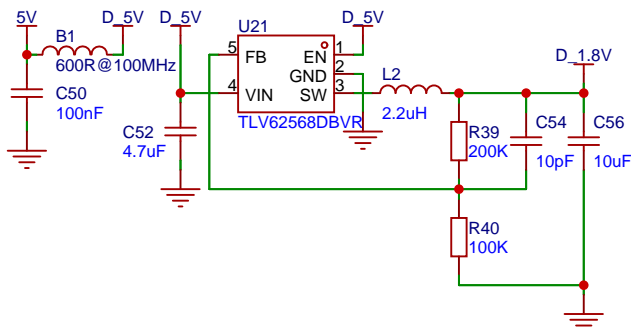 5V
D_5V
D_5V
U21
D_5V
B1
600R@100MHz
5
FB
EN
1
GND
2
4
VIN
SW
3
L2
2.2uH
D_1.8V
C50
100nF
C52
4.7uF
TLV62568DBVR
R39
200K
C54
10pF
C56
10uF
R40
100K